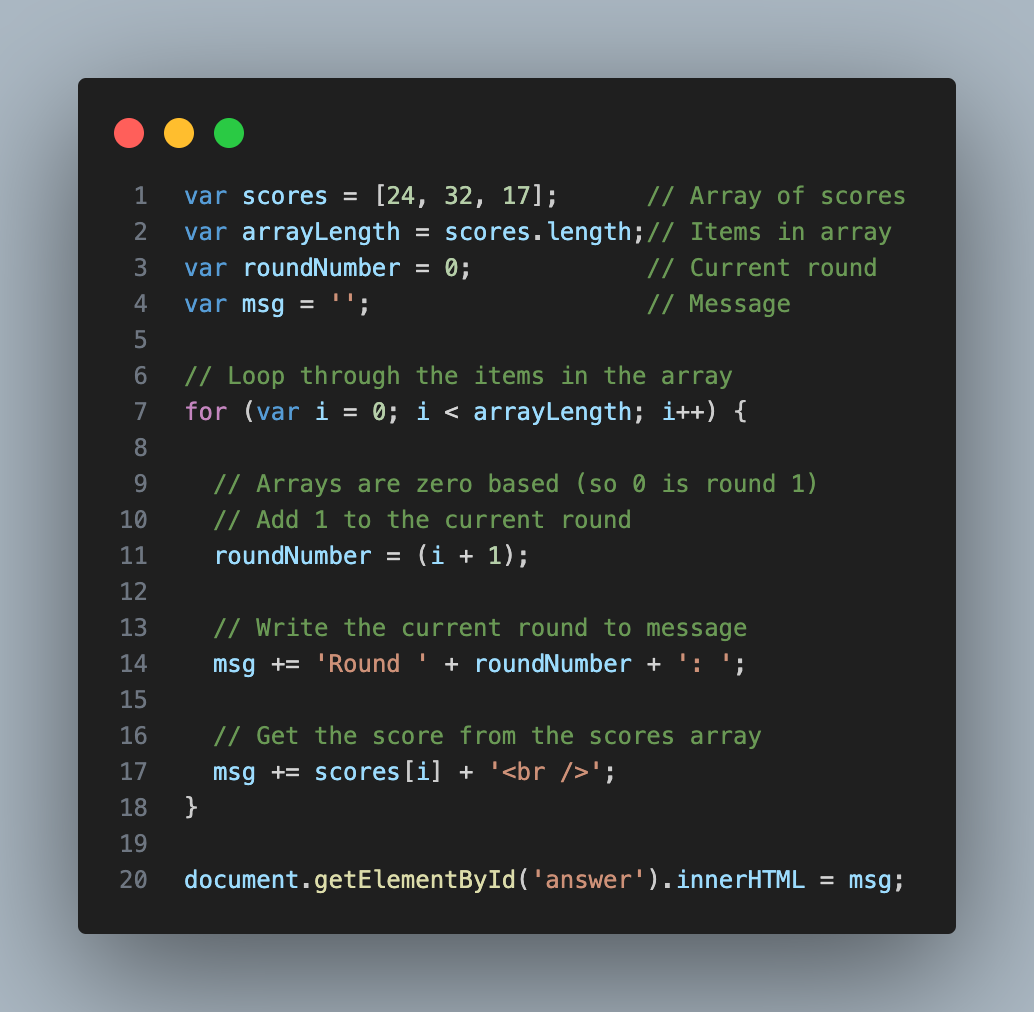 1 var scores = [24, 32, 17];      // Array of scores
2 var arrayLength = scores.length;// Items in array
3 var roundNumber = 0;            // Current round
4 var msg = '';                   // Message
5
6 // Loop through the items in the array
7 for (var i = 0; i < arrayLength; i++) {
8
9   // Arrays are zero based (so 0 is round 1)
10   // Add 1 to the current round
11   roundNumber = (i + 1);
12
13   // Write the current round to message
14   msg += 'Round ' + roundNumber + ': ';
15
16   // Get the score from the scores array
17   msg += scores[i] + '<br />';
18 }
19
20 document.getElementById('answer').innerHTML = msg;